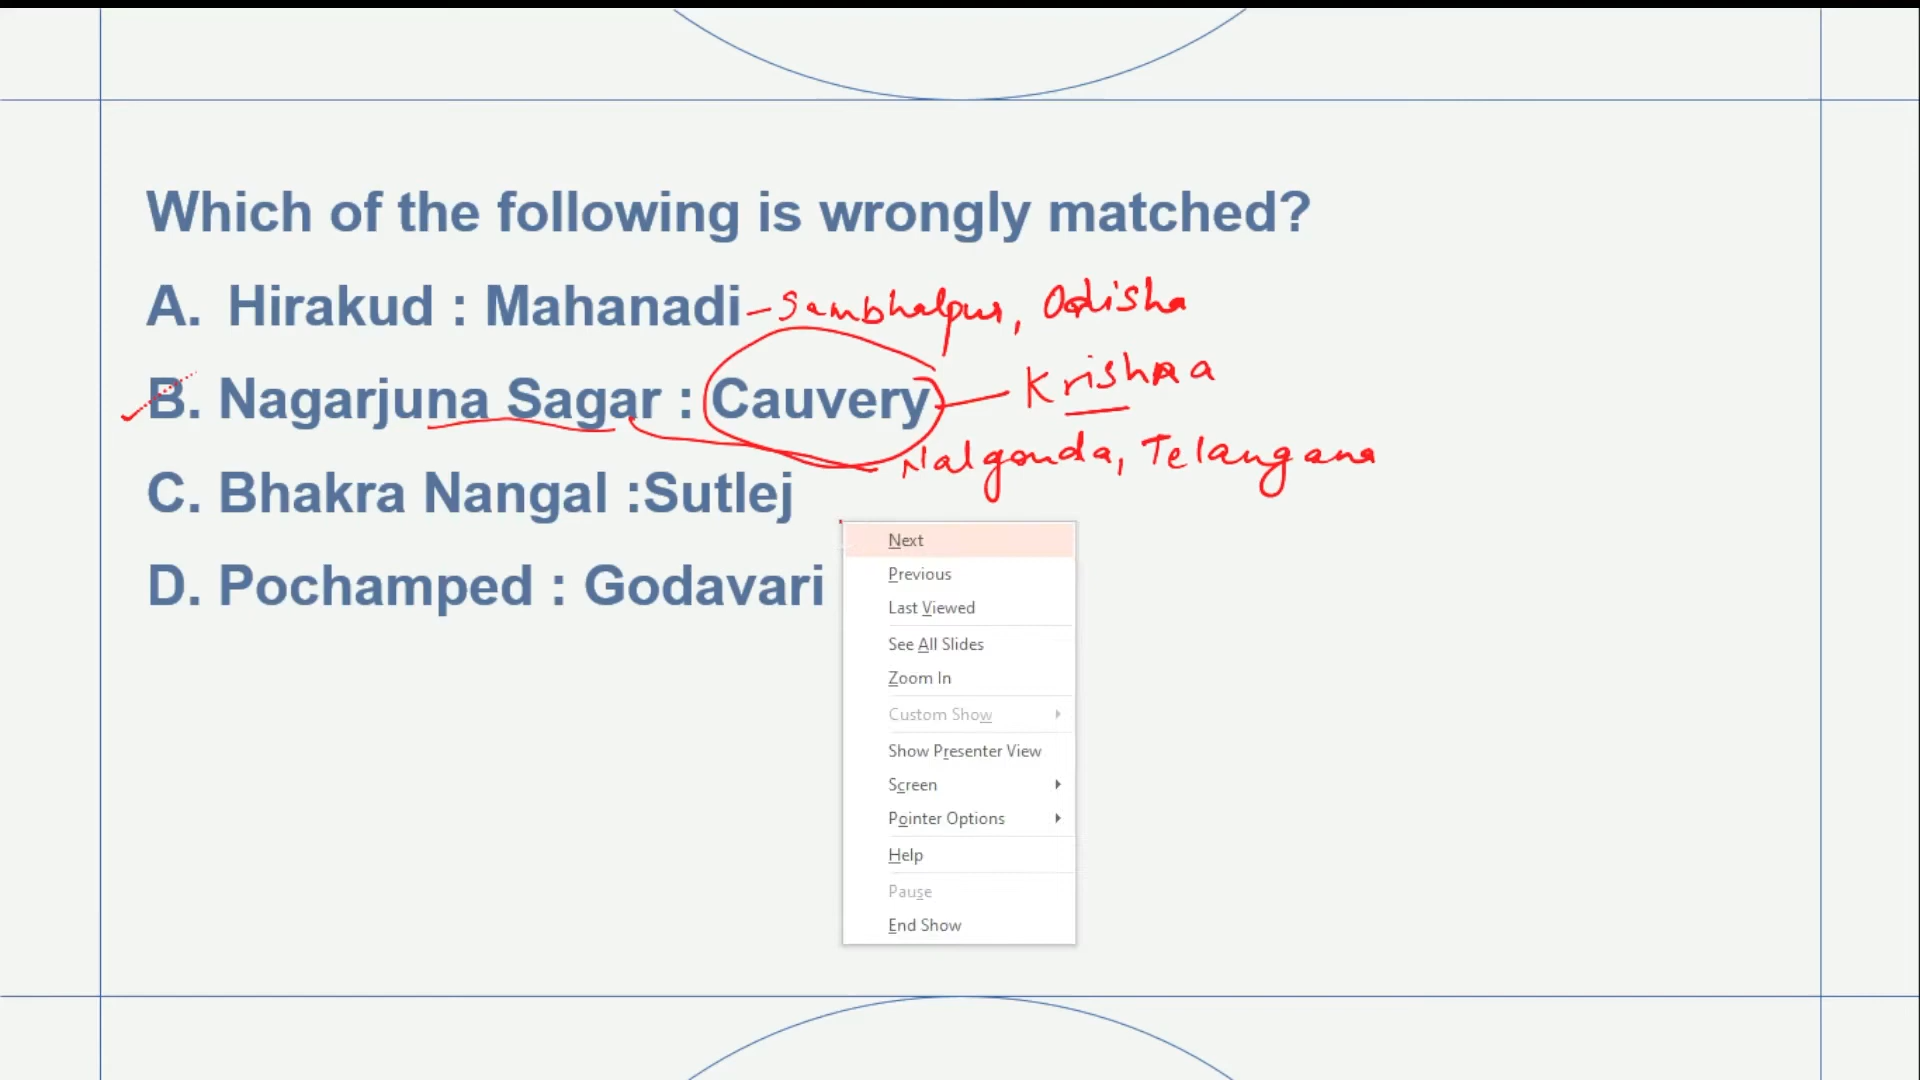 Which of the following is wrongly matched?
A. Hirakud : Mahanadi - Sambhalpur, Odisha
B. Nagarjuna Sagar : Cauvery - Krishna
Nalgonda, Telangana
C. Bhakra Nangal :Sutlej
D. Pochamped : Godavari
Next
Previous
Last Viewed
See All Slides
Zoom In
Custom Show
Show Presenter View
Screen
Pointer Options
Help
Pause
End Show